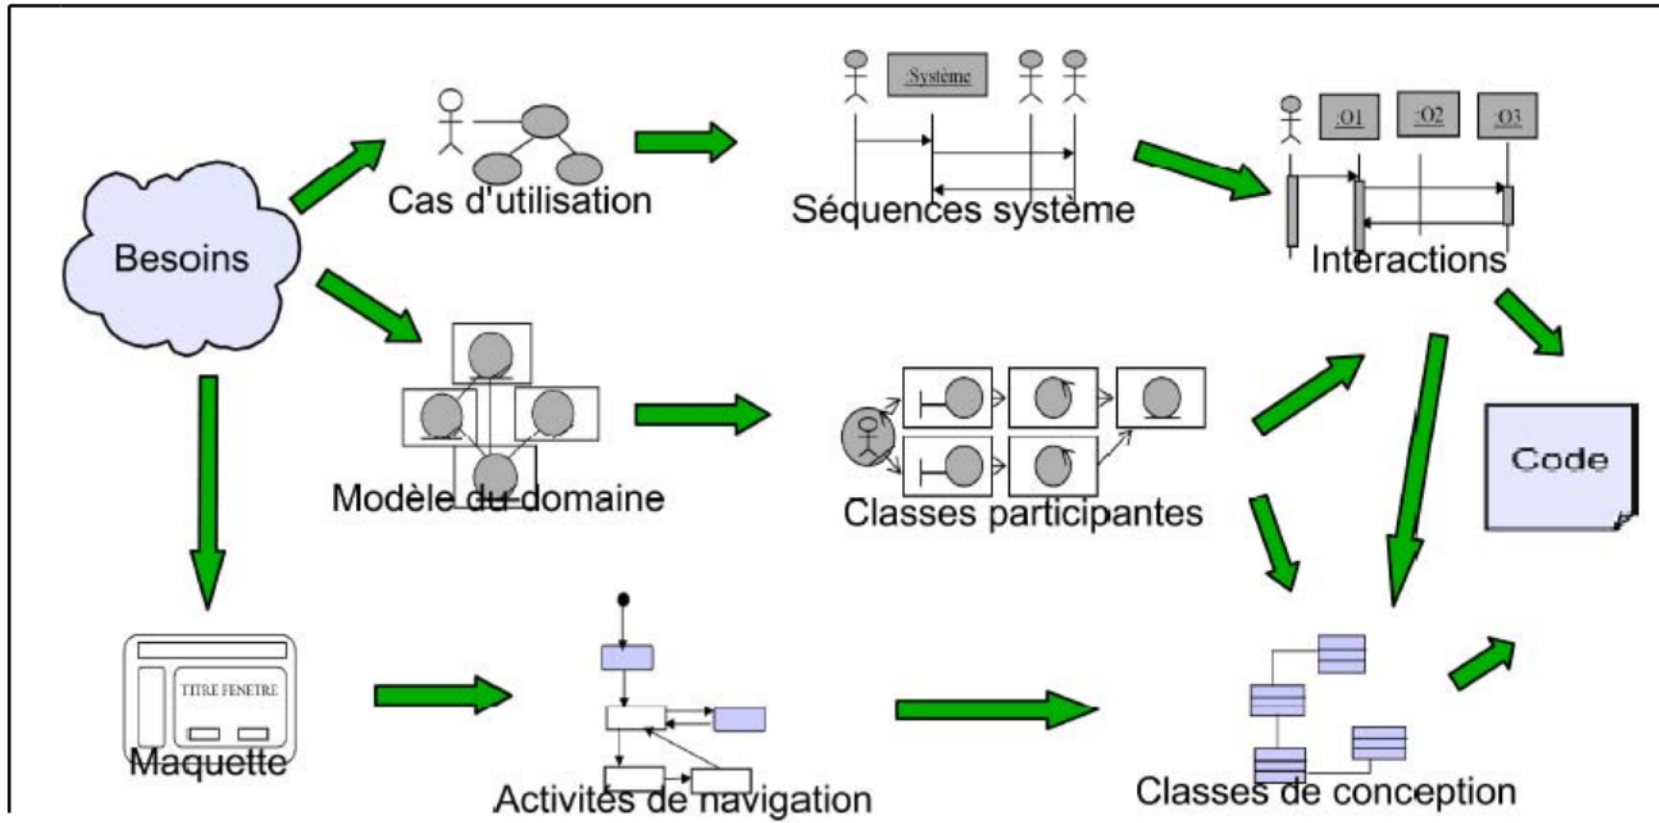 :Système
:O1
:O2
:O3
Cas d'utilisation
Séquences système
Interactions
Besoins
Modèle du domaine
Classes participantes
Code
TITRE FENETRE
Maquette
Activités de navigation
Classes de conception